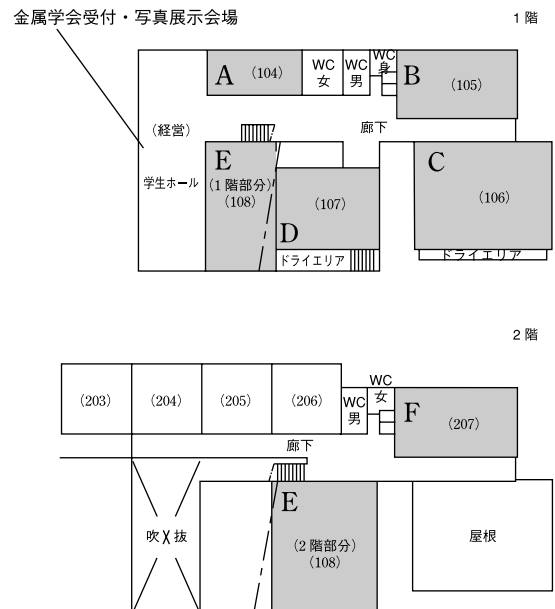 金属学会受付・写真展示会場
1階
A (104)
WC
女
WC
男
WC
身
B
(105)
廊下
(経営)
学生ホール
E
(1階部分)
(108)
D
(107)
C
(106)
ドライエリア
ドライエリア
2階
(203)
(204)
(205)
(206)
WC
男
WC
女
F
(207)
廊下
吹抜
E
(2階部分)
(108)
屋根